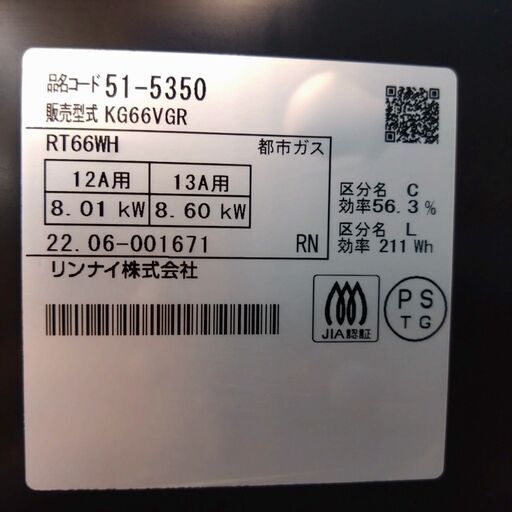 品名コード 51-5350
販売型式 KG66VGR
RT66WH 都市ガス
12A用 13A用
8.01 kW 8.60 kW
区分名 C
効率56.3 %
区分名 L
効率 211 Wh
22.06-001671 RN
リンナイ株式会社
JIA認証
PS
TG